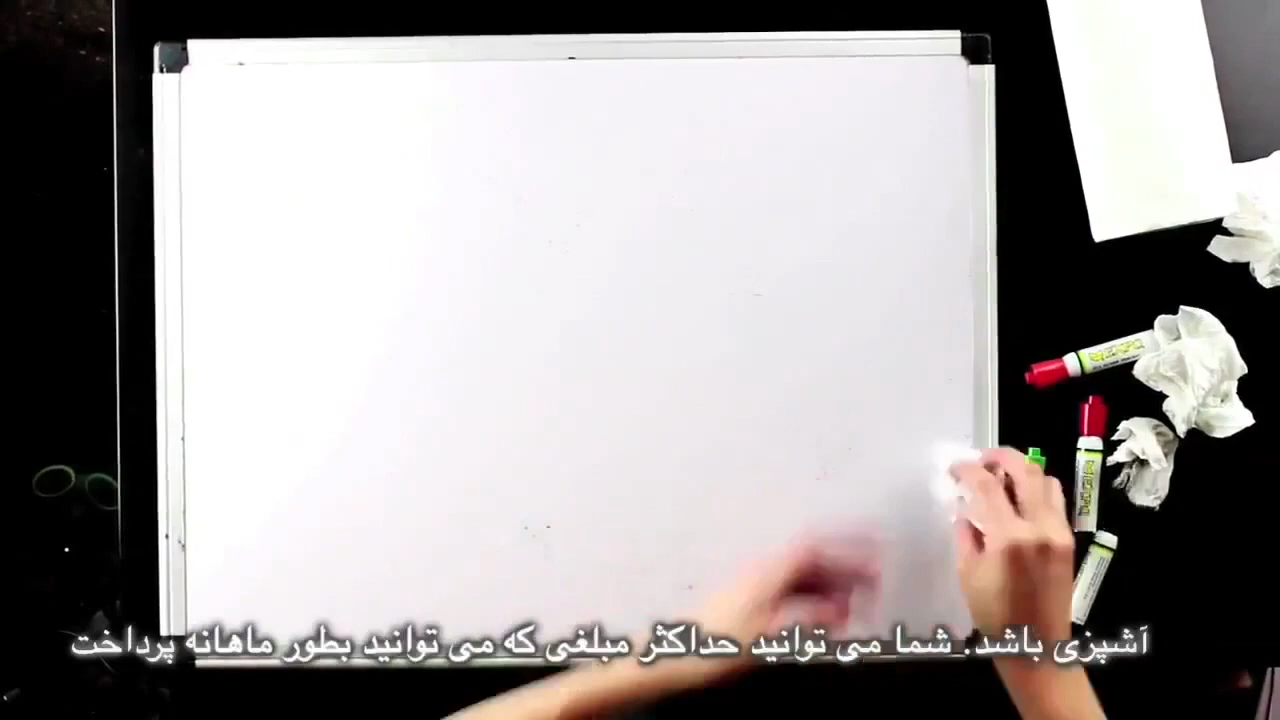 آشپزی باشد. شما می توانید حداکثر مبلغی که می توانید بطور ماهانه پرداخت